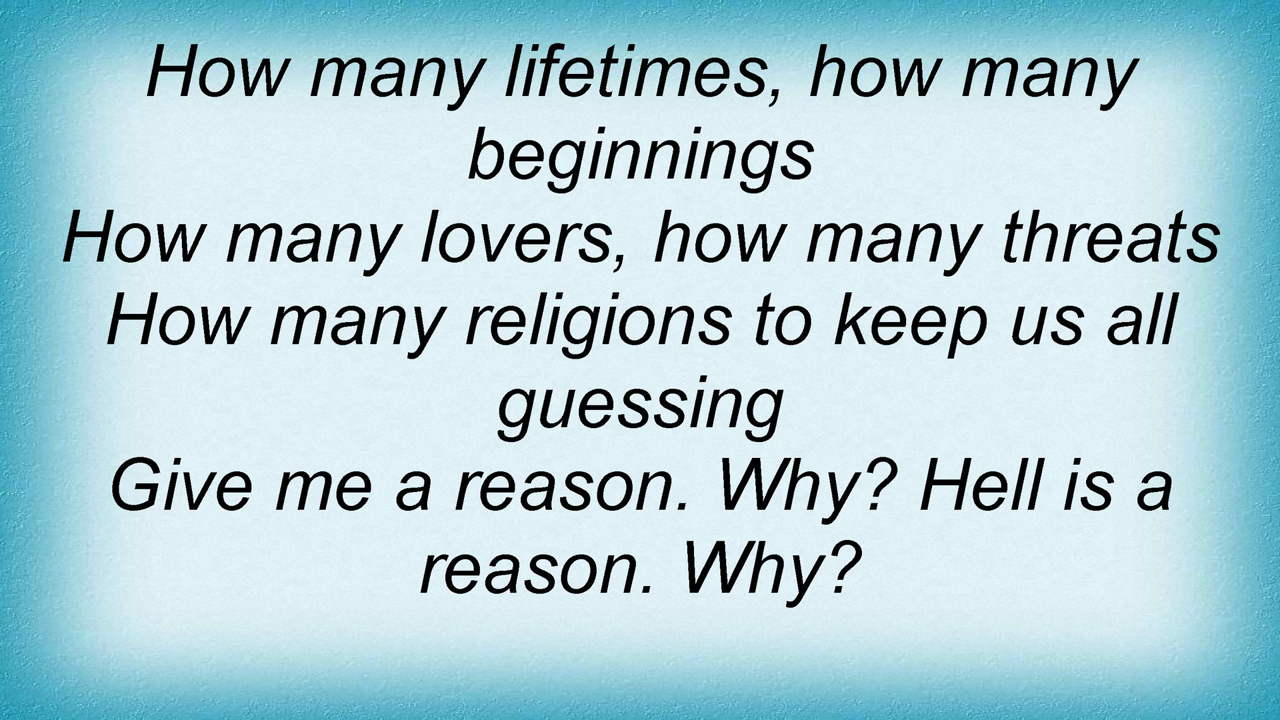 How many lifetimes, how many
beginnings
How many lovers, how many threats
How many religions to keep us all
guessing
Give me a reason. Why? Hell is a
reason. Why?